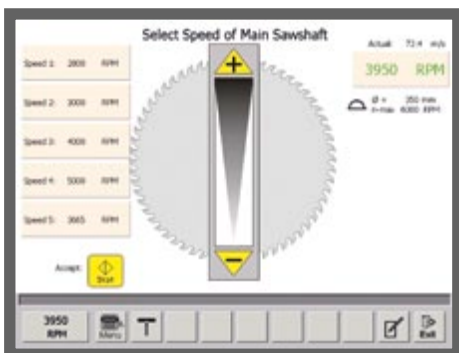 Select Speed of Main Sawshaft
Actual: 72.4 m/s
3950 RPM
Ø = 350 mm
n-max 6000 RPM
Speed 1: 2800 RPM
Speed 2: 3000 RPM
Speed 3: 4000 RPM
Speed 4: 5000 RPM
Speed 5: 3665 RPM
Accept:
Start
3950
RPM
Menu
Exit